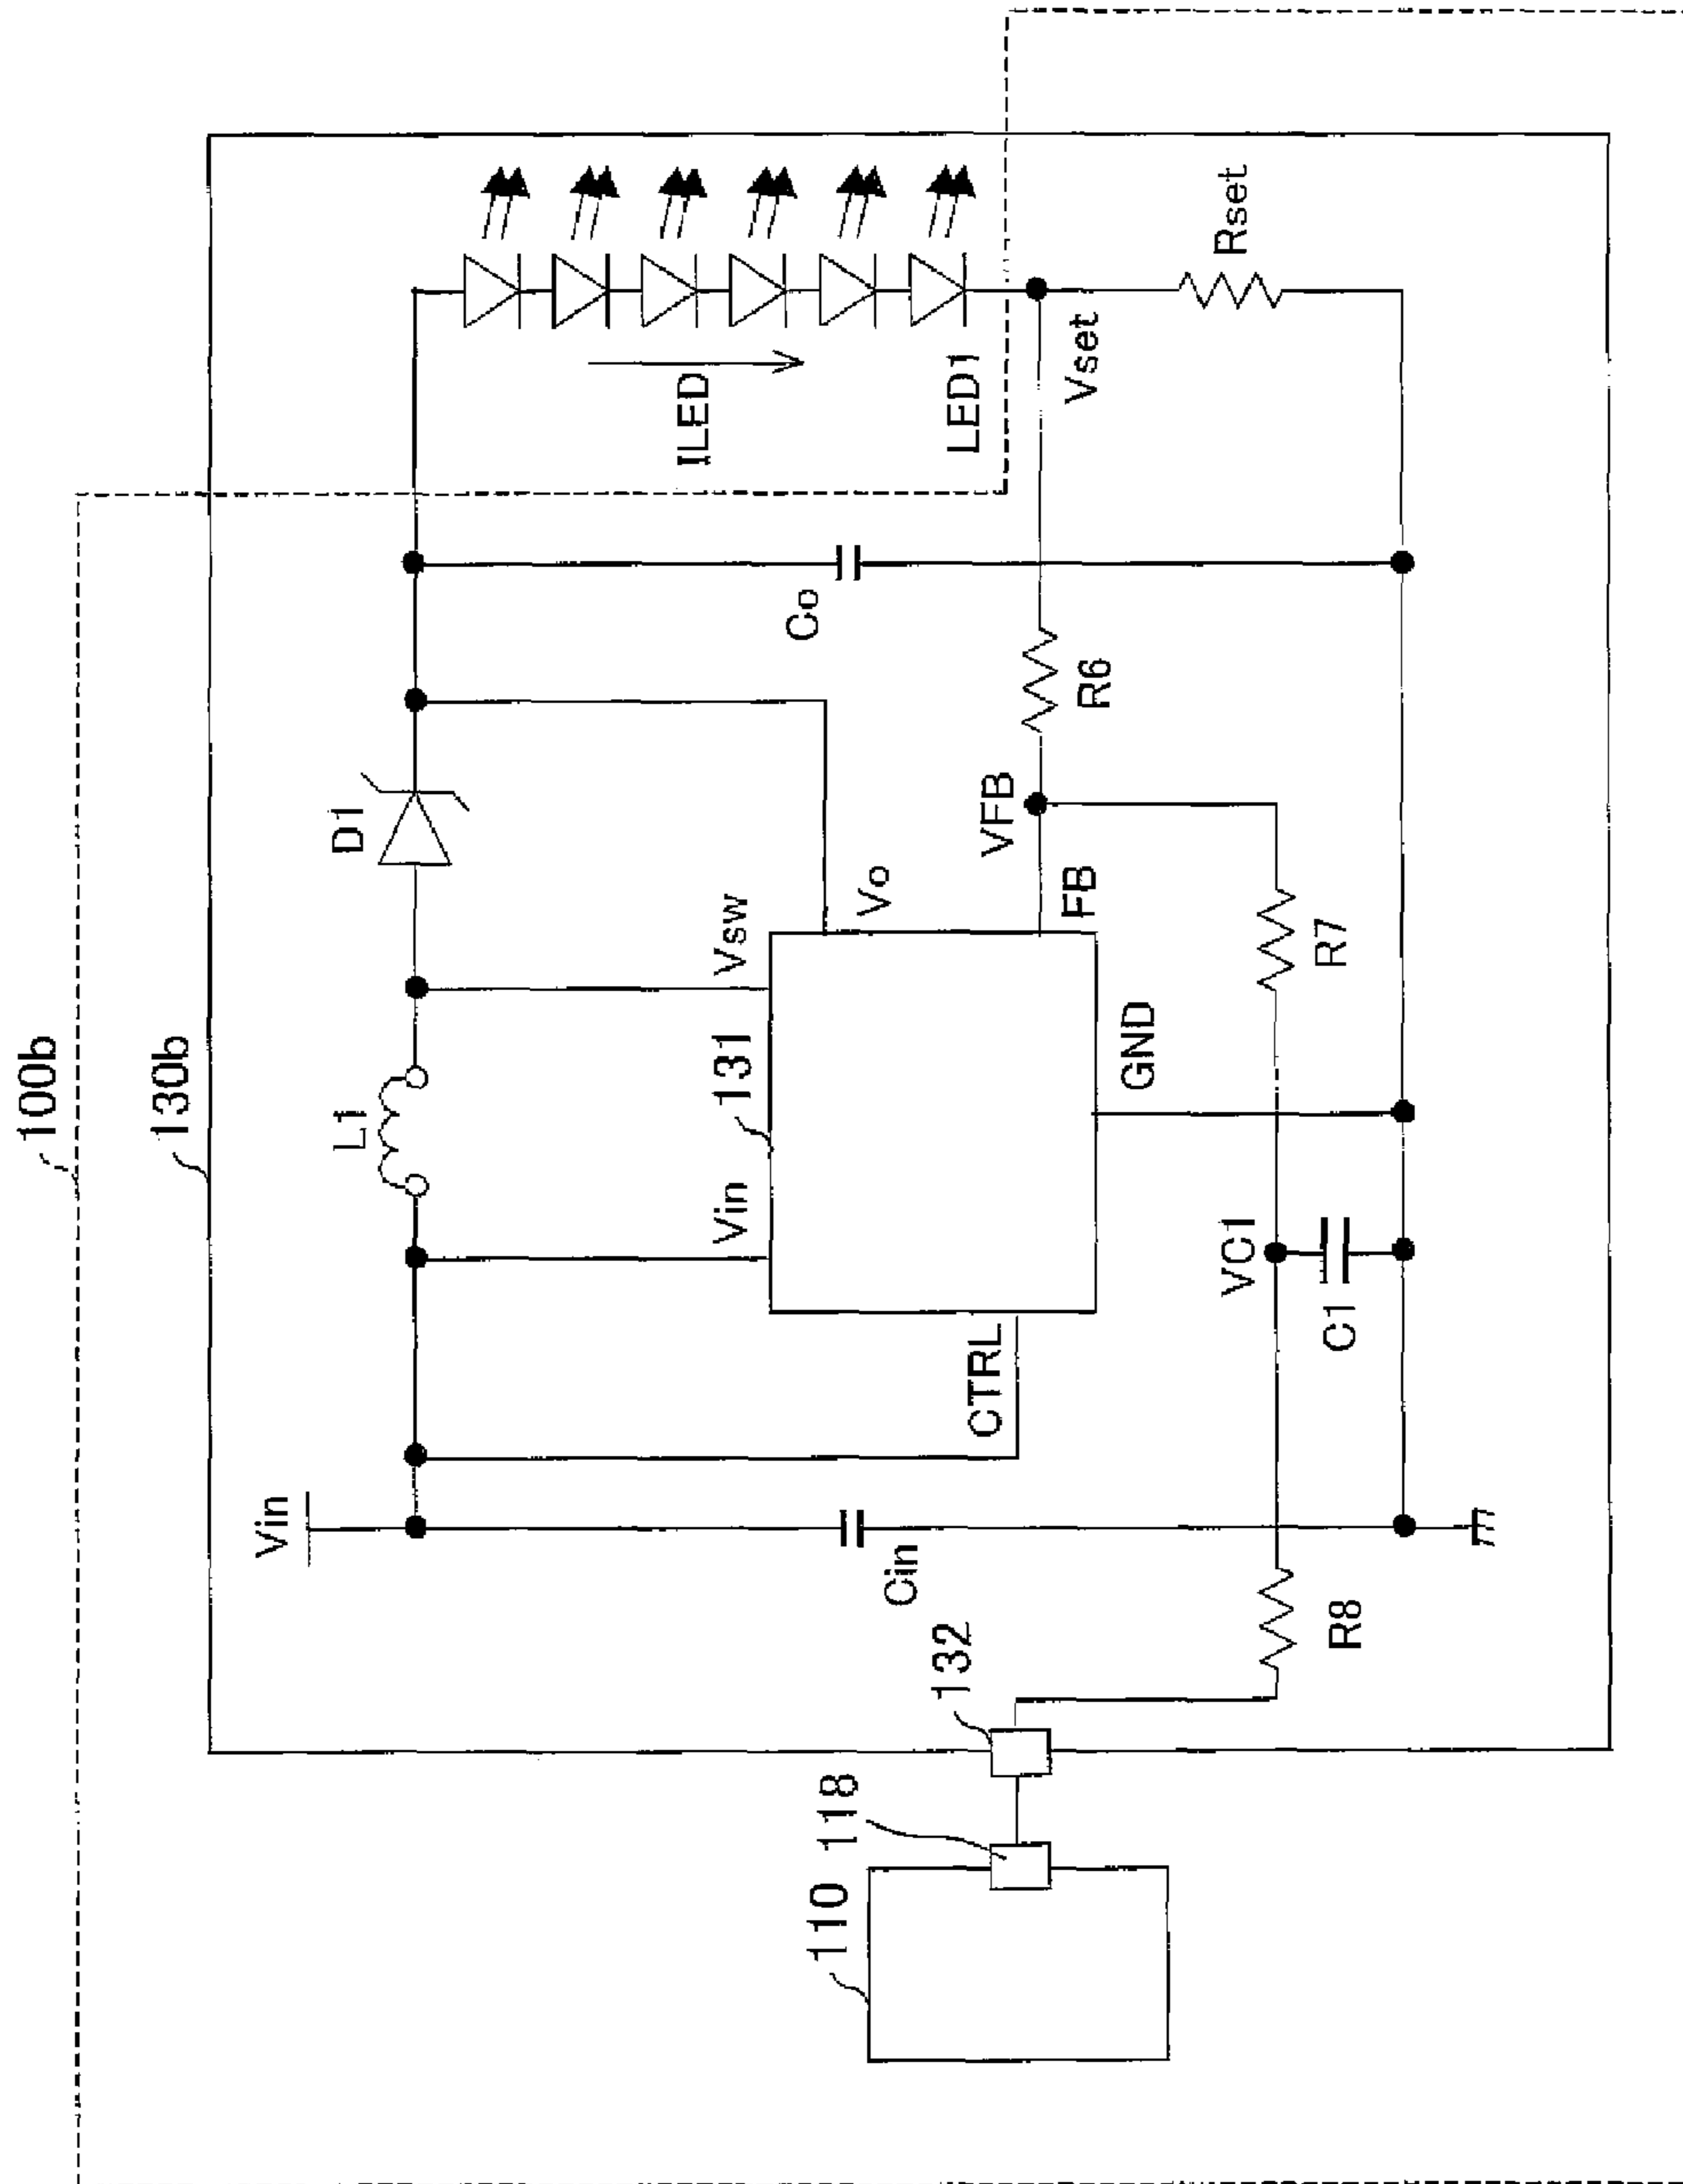 100b
130b
Vin
L1
D1
Vin
Vsw
131
Vo
CTRL
FB
GND
VFB
Cin
Co
ILED
LED1
Vset
Rset
R6
R7
VC1
C1
R8
132
118
110